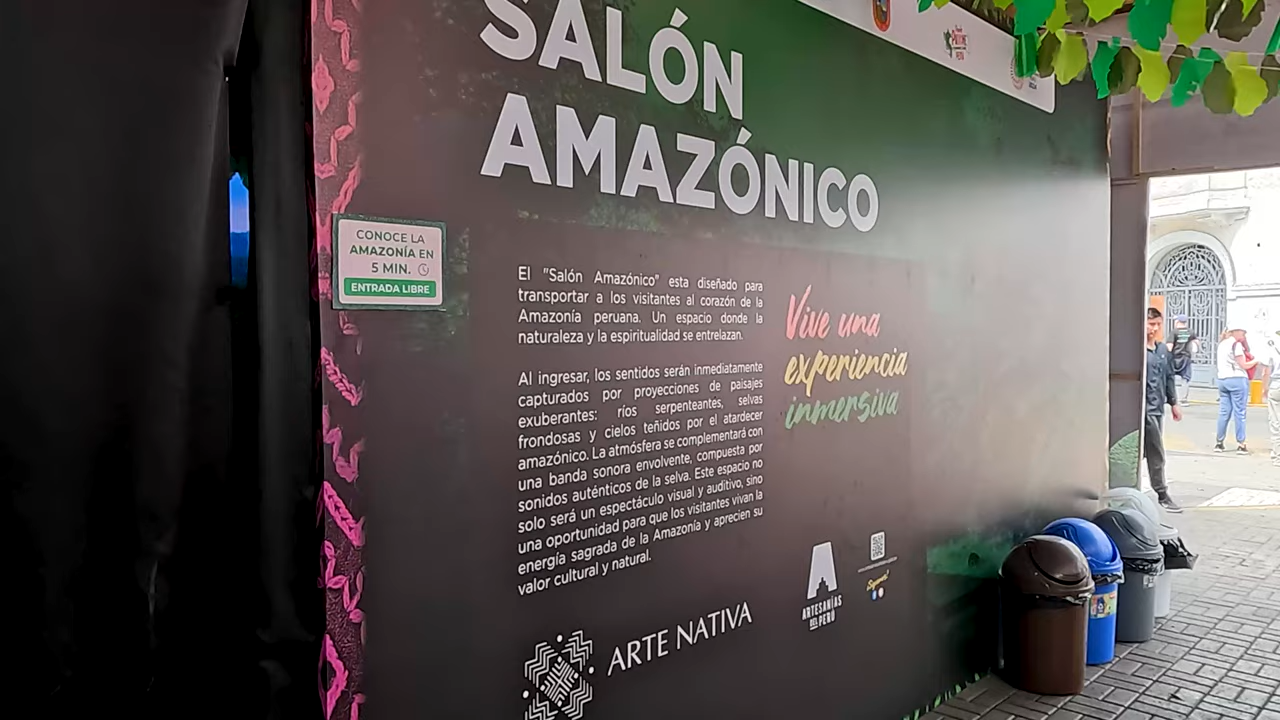 SALÓN
AMAZÓNICO
CONOCE LA
AMAZONÍA EN
5 MIN.
ENTRADA LIBRE
El "Salón Amazónico" esta diseñado para
transportar a los visitantes al corazón de la
Amazonía peruana. Un espacio donde la
naturaleza y la espiritualidad se entrelazan.
Al ingresar, los sentidos serán inmediatamente
capturados por proyecciones de paisajes
exuberantes: ríos serpenteantes, selvas
frondosas y cielos teñidos por el atardecer
amazónico. La atmósfera se complementará con
una banda sonora envolvente, compuesta por
sonidos auténticos de la selva. Este espacio no
solo será un espectáculo visual y auditivo, sino
una oportunidad para que los visitantes vivan la
energía sagrada de la Amazonía y aprecien su
valor cultural y natural.
Vive una
experiencia
inmersiva
ARTE NATIVA
ARTESANÍAS
DEL
PERÚ